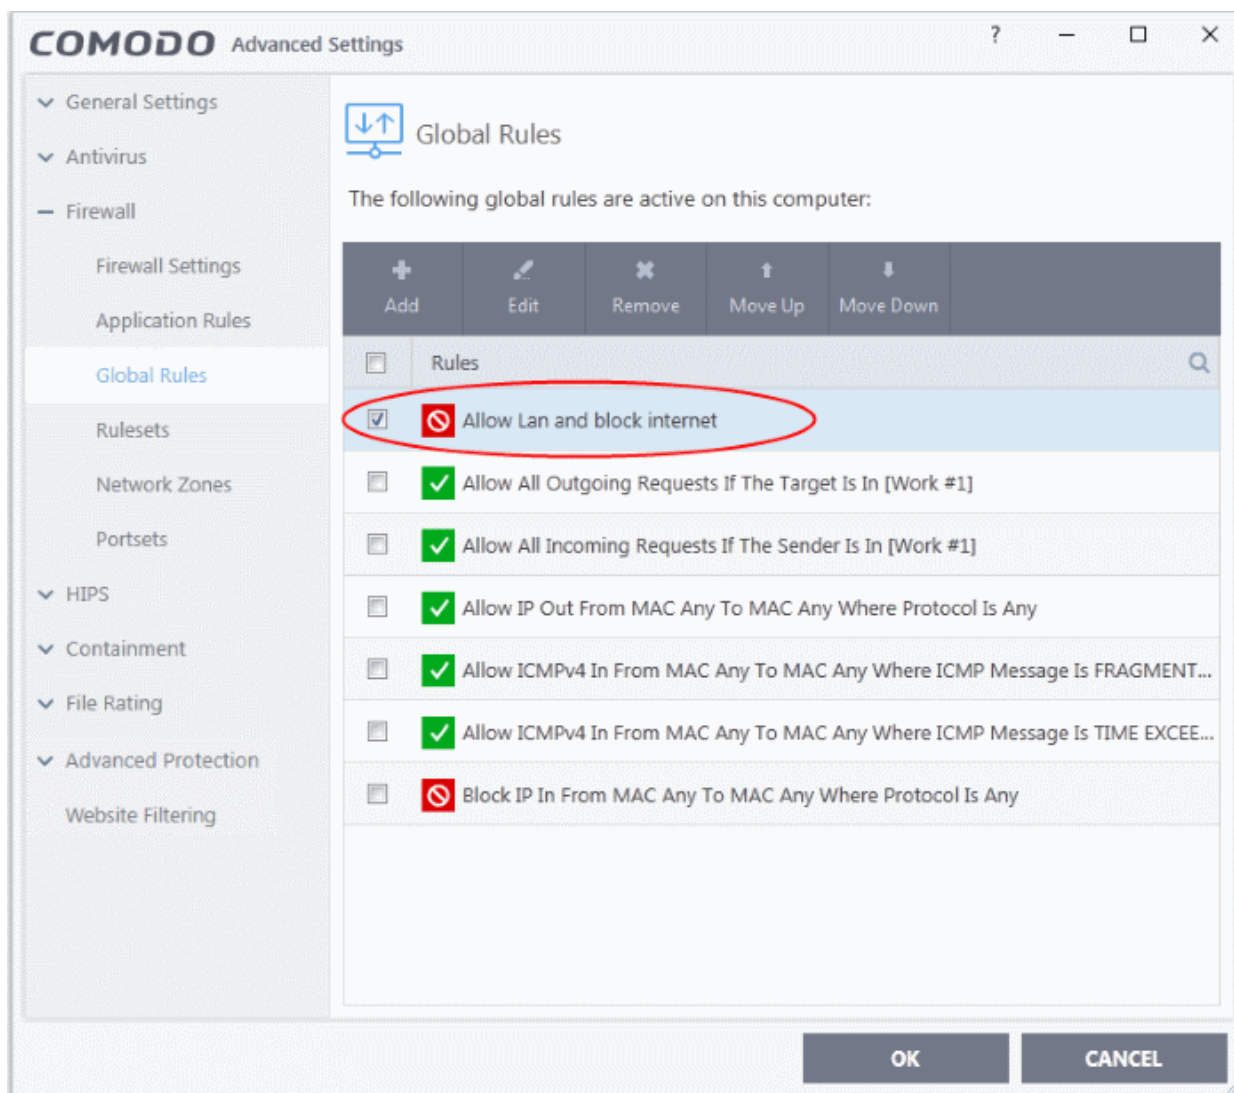 COMODO Advanced Settings ?
General Settings
Antivirus
Firewall
Firewall Settings
Application Rules
Global Rules
Rulesets
Network Zones
Portsets
HIPS
Containment
File Rating
Advanced Protection
Website Filtering
Global Rules
The following global rules are active on this computer:
Add Edit Remove Move Up Move Down
Rules
Allow Lan and block internet
Allow All Outgoing Requests If The Target Is In [Work #1]
Allow All Incoming Requests If The Sender Is In [Work #1]
Allow IP Out From MAC Any To MAC Any Where Protocol Is Any
Allow ICMPv4 In From MAC Any To MAC Any Where ICMP Message Is FRAGMENT...
Allow ICMPv4 In From MAC Any To MAC Any Where ICMP Message Is TIME EXCEE...
Block IP In From MAC Any To MAC Any Where Protocol Is Any
OK CANCEL